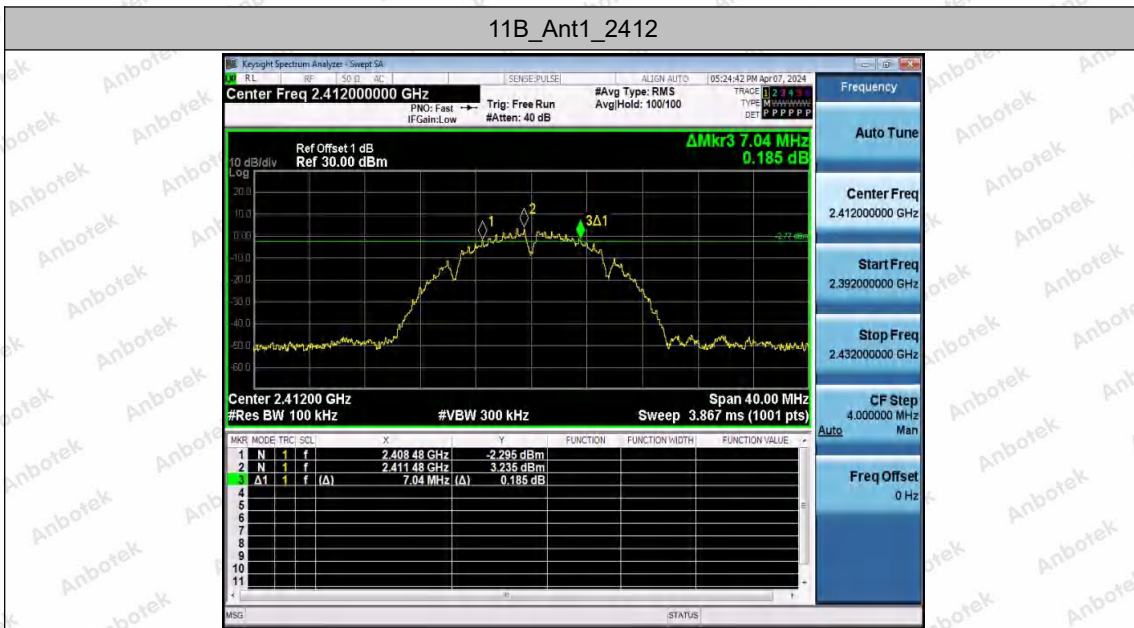 11B_Ant1_2412
Keysight Spectrum Analyzer - Swept SA
RL RF 50 Ω AC SENSE:PULSE ALIGN AUTO 05:24:42 PM Apr 07, 2024
Center Freq 2.412000000 GHz
PNO: Fast
IFGain:Low
Trig: Free Run
#Atten: 40 dB
#Avg Type: RMS
Avg|Hold: 100/100
TRACE 1 2 3 4 5 6
TYPE MWWWWW
DET P P P P P P
ΔMkr3 7.04 MHz
0.185 dB
Ref Offset 1 dB
10 dB/div Ref 30.00 dBm
Log
20.0
10.0
0.00
-10.0
-20.0
-30.0
-40.0
-50.0
-60.0
1
2
3Δ1
-2.77 dBm
Center 2.41200 GHz Span 40.00 MHz
#Res BW 100 kHz #VBW 300 kHz Sweep 3.867 ms (1001 pts)
MKR MODE TRC SCL X Y FUNCTION FUNCTION WIDTH FUNCTION VALUE
1 N 1 f 2.408 48 GHz -2.295 dBm
2 N 1 f 2.411 48 GHz 3.235 dBm
3 Δ1 1 f (Δ) 7.04 MHz (Δ) 0.185 dB
4
5
6
7
8
9
10
11
MSG STATUS
Frequency
Auto Tune
Center Freq
2.412000000 GHz
Start Freq
2.392000000 GHz
Stop Freq
2.432000000 GHz
CF Step
4.000000 MHz
Auto Man
Freq Offset
0 Hz
Anbotek